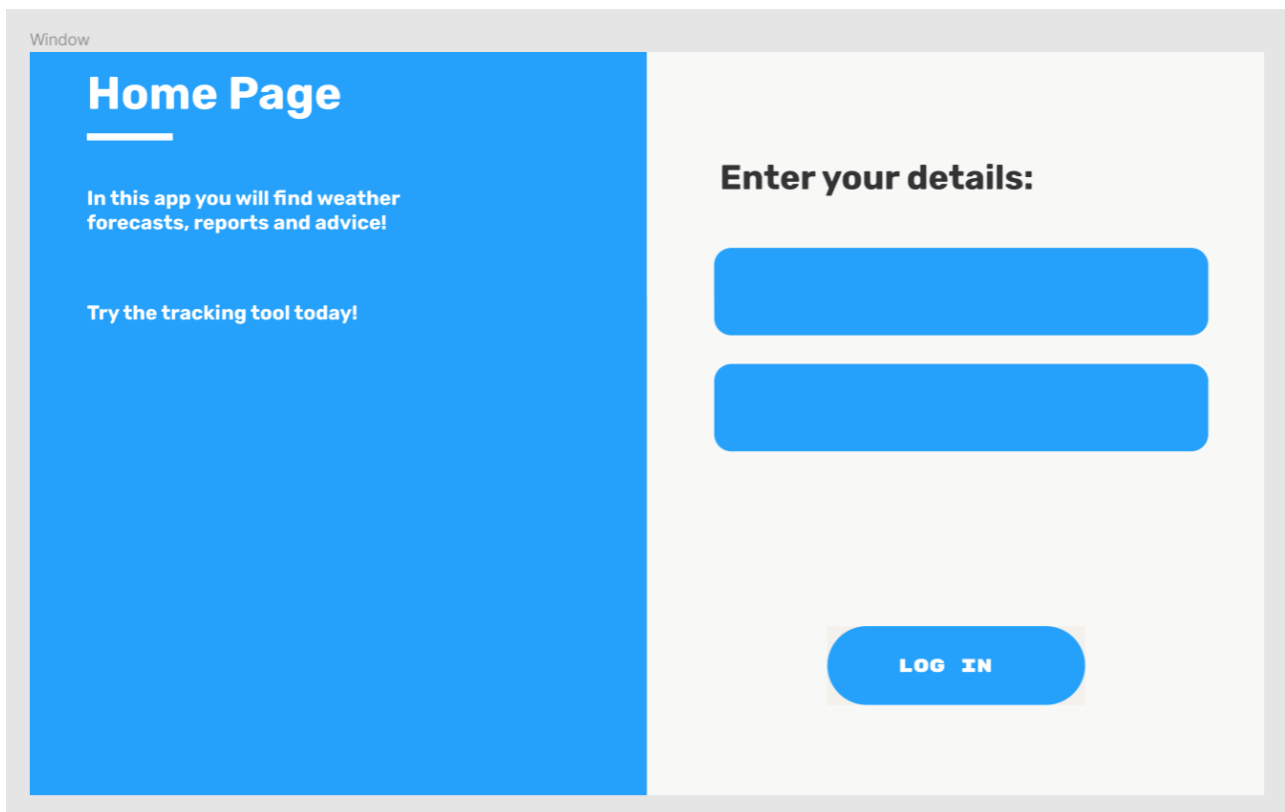 Window
Home Page
In this app you will find weather
forecasts, reports and advice!
Try the tracking tool today!
Enter your details:
LOG IN